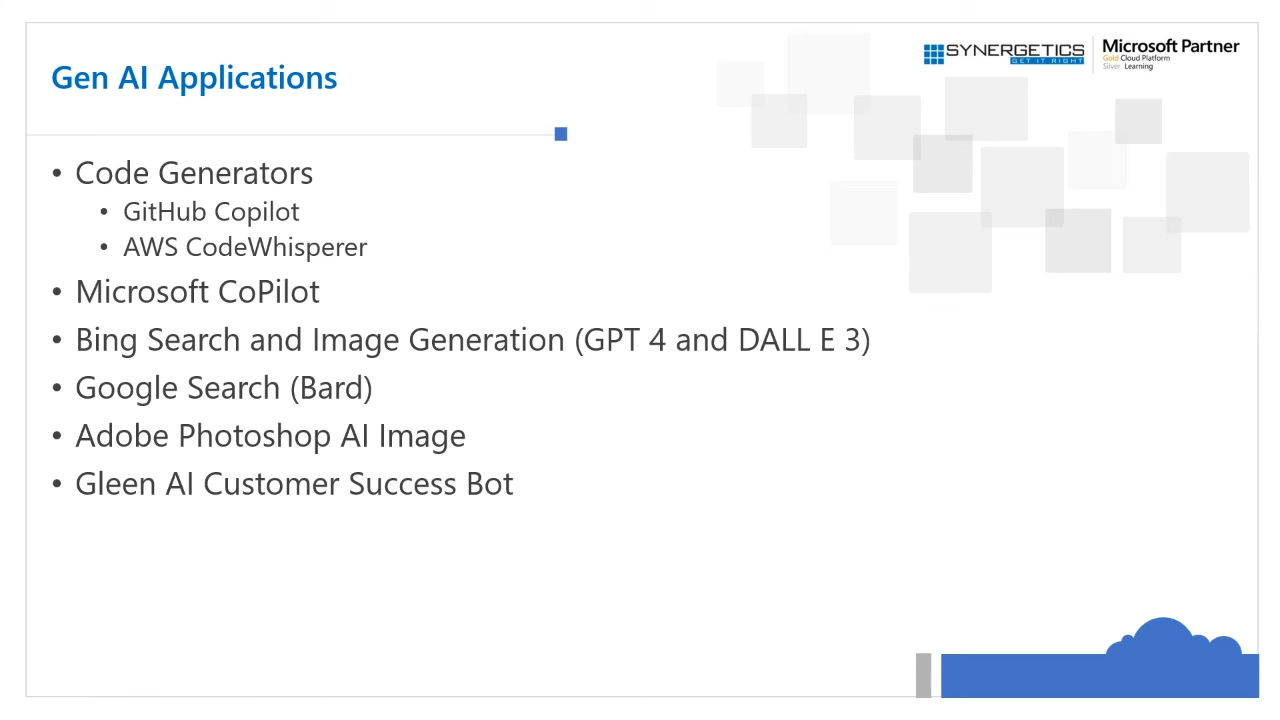 SYNERGETICS
GET IT RIGHT
Microsoft Partner
Gold Cloud Platform
Silver Learning
Gen AI Applications
• Code Generators
• GitHub Copilot
• AWS CodeWhisperer
• Microsoft CoPilot
• Bing Search and Image Generation (GPT 4 and DALL E 3)
• Google Search (Bard)
• Adobe Photoshop AI Image
• Gleen AI Customer Success Bot